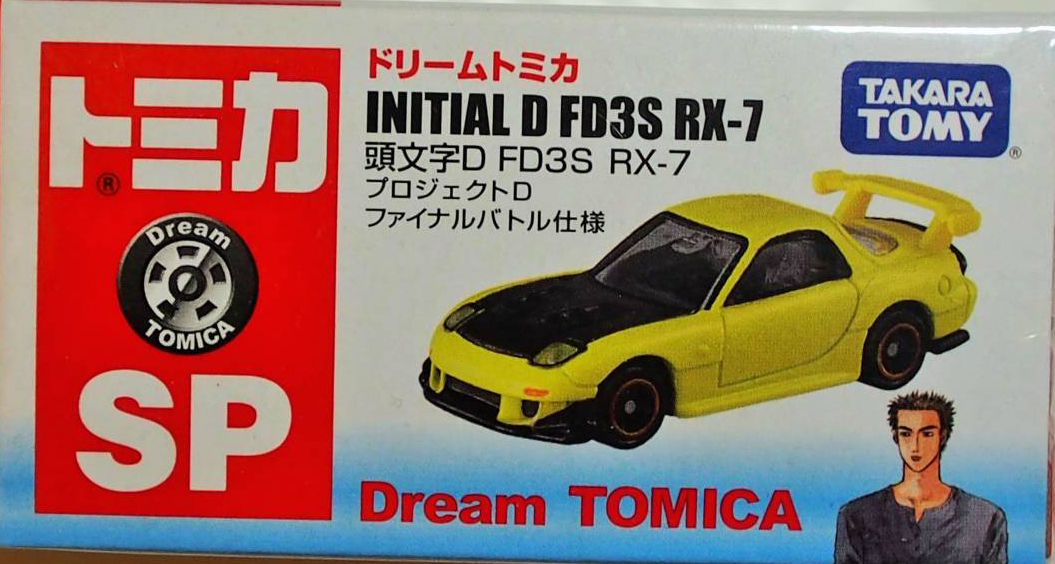 トミカ
®
Dream
TOMICA
SP
ドリームトミカ
INITIAL D FD3S RX-7
頭文字D FD3S RX-7
プロジェクトD
ファイナルバトル仕様
TAKARA
TOMY
®
Dream TOMICA